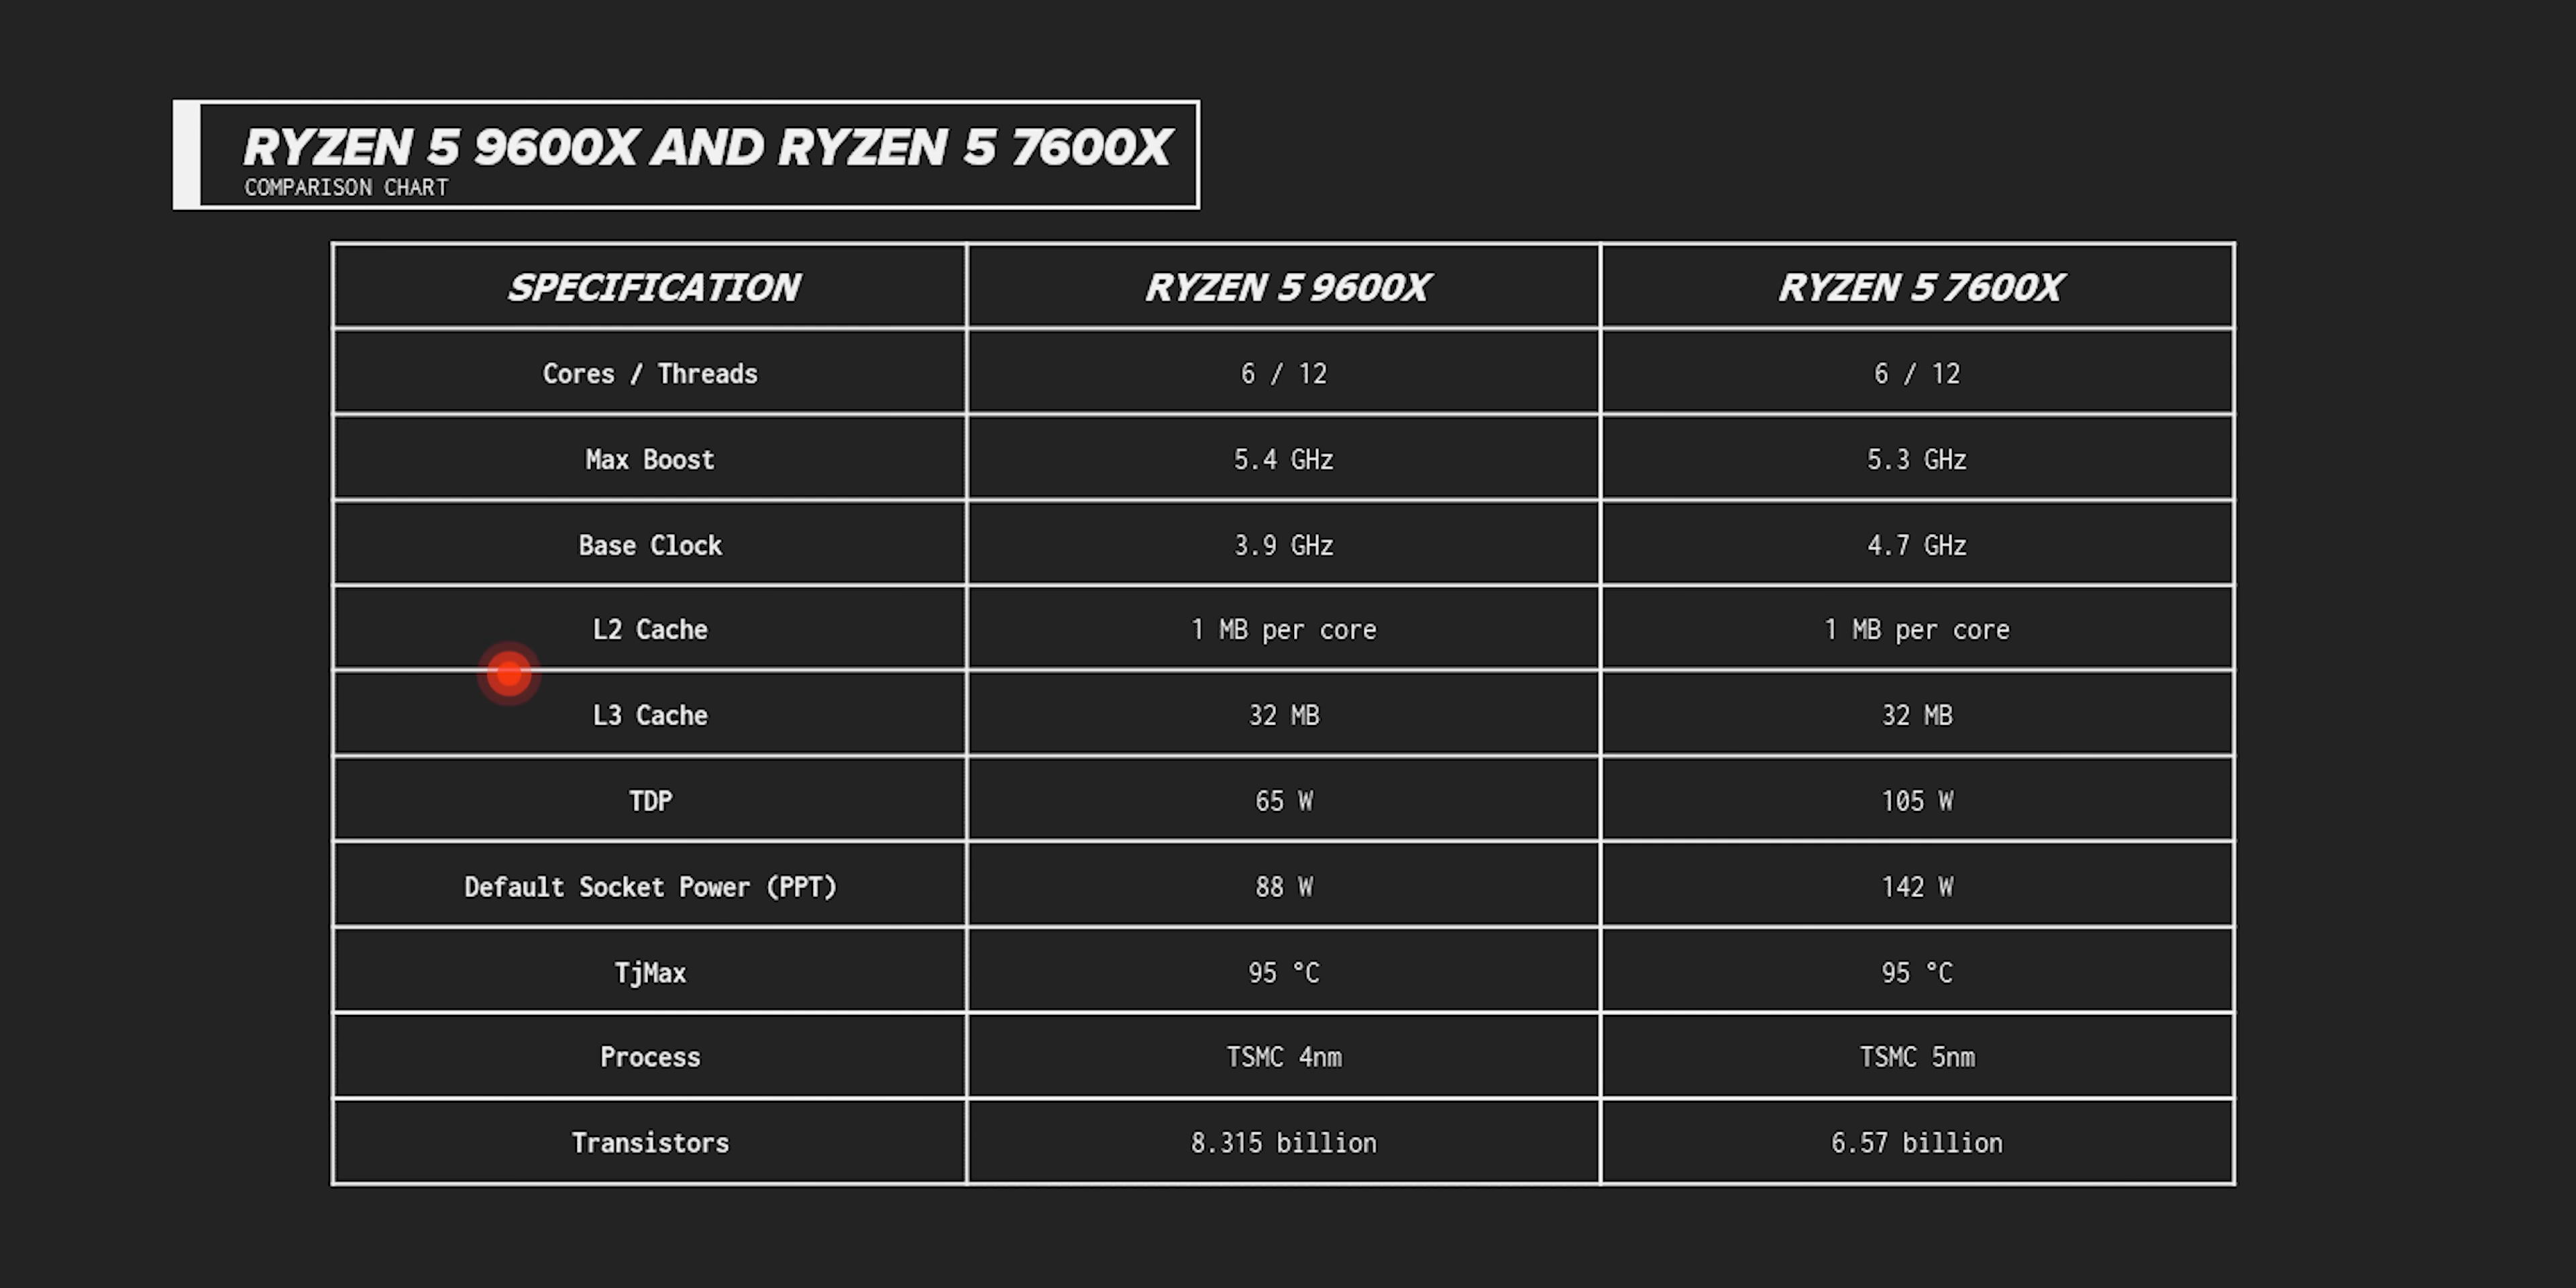 RYZEN 5 9600X AND RYZEN 5 7600X
COMPARISON CHART
SPECIFICATION RYZEN 5 9600X RYZEN 5 7600X
Cores / Threads 6 / 12 6 / 12
Max Boost 5.4 GHz 5.3 GHz
Base Clock 3.9 GHz 4.7 GHz
L2 Cache 1 MB per core 1 MB per core
L3 Cache 32 MB 32 MB
TDP 65 W 105 W
Default Socket Power (PPT) 88 W 142 W
TjMax 95 °C 95 °C
Process TSMC 4nm TSMC 5nm
Transistors 8.315 billion 6.57 billion